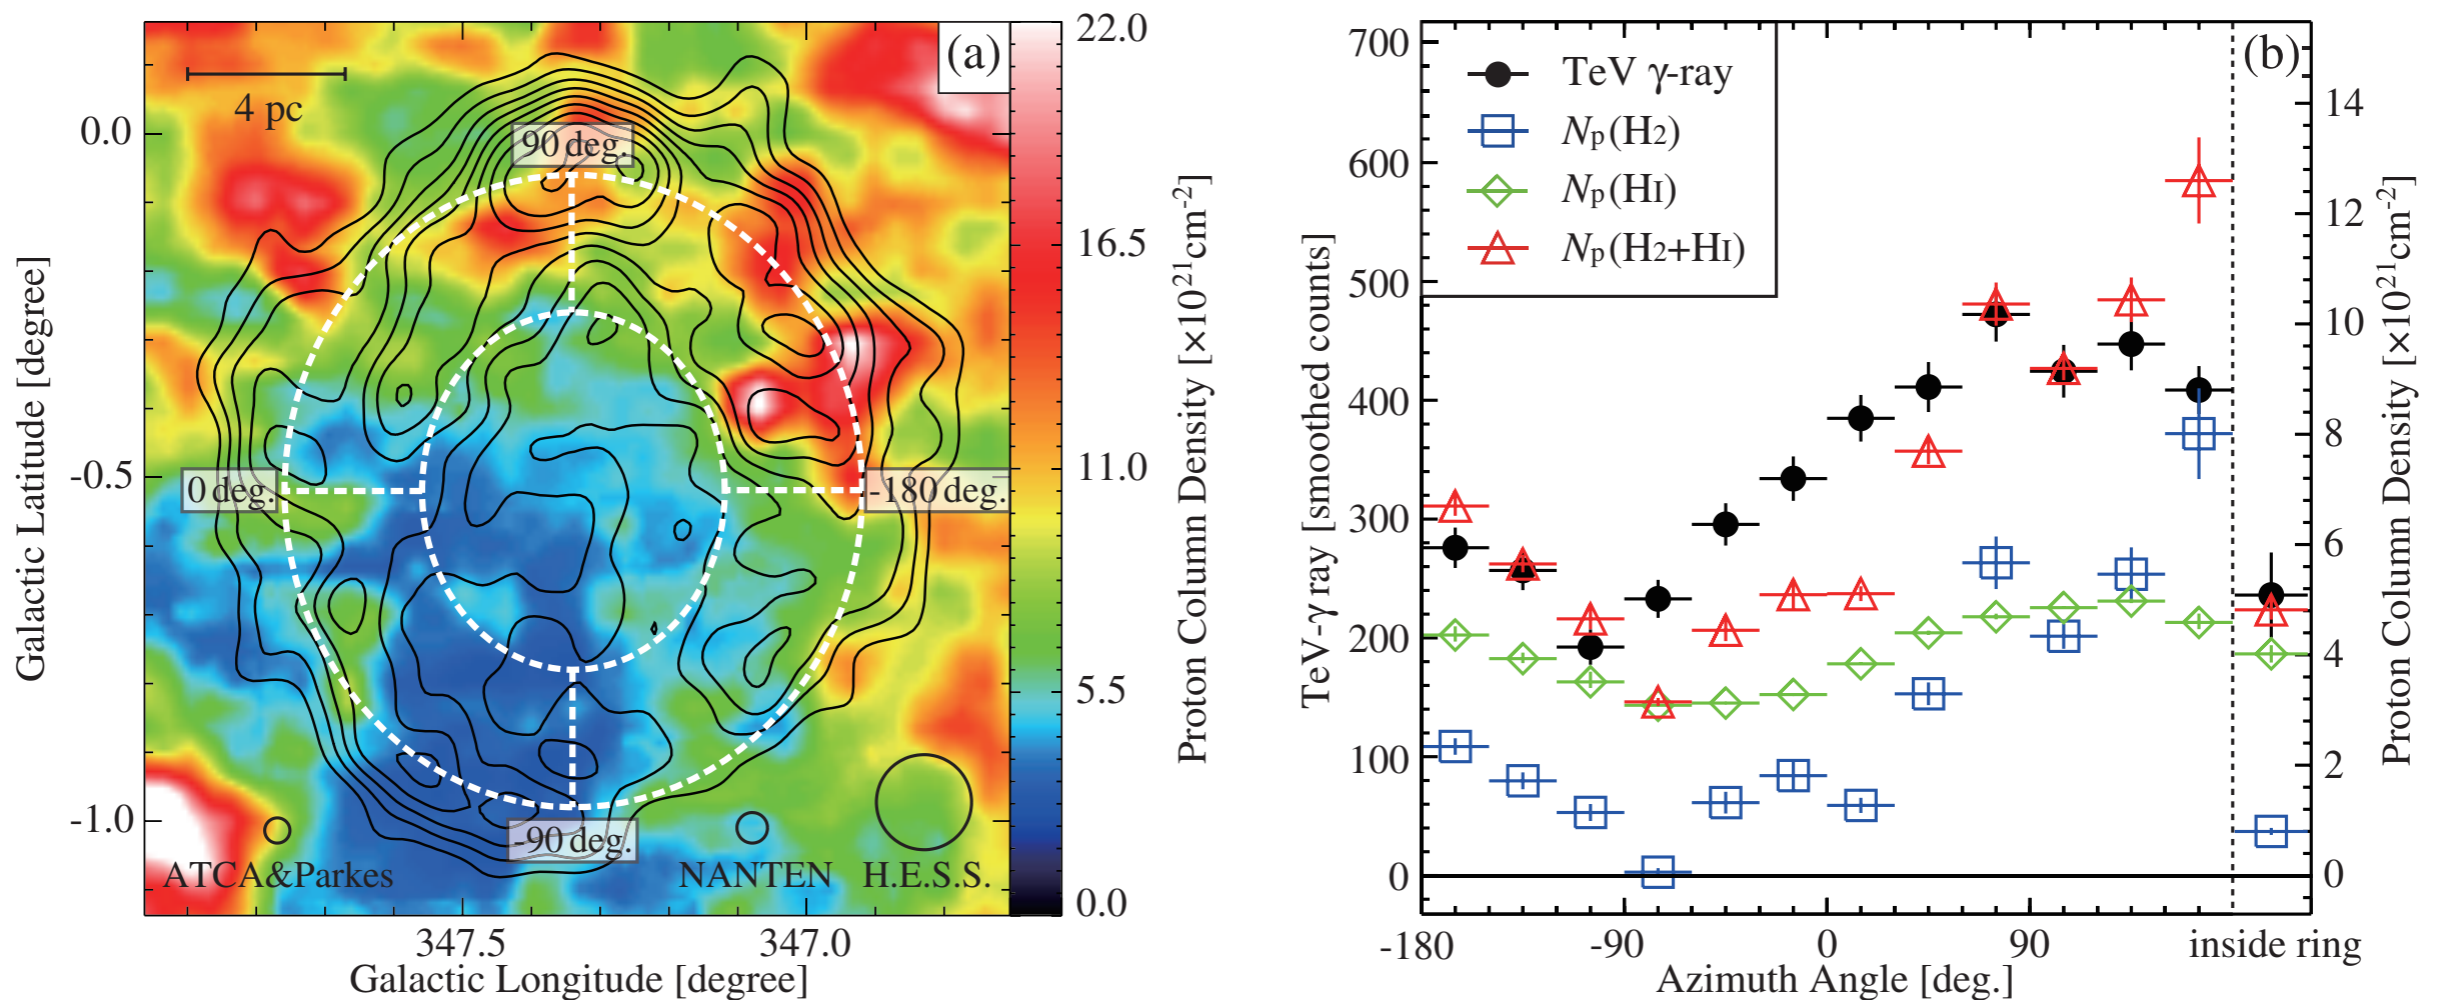 (a)
4 pc
90 deg.
0 deg.
-180 deg.
-90 deg.
ATCA&Parkes
NANTEN
H.E.S.S.
0.0
-0.5
-1.0
Galactic Latitude [degree]
347.5
347.0
Galactic Longitude [degree]
22.0
16.5
11.0
5.5
0.0
Proton Column Density [×10²¹cm⁻²]
(b)
TeV γ-ray
Np(H2)
Np(HI)
Np(H2+HI)
700
600
500
400
300
200
100
0
TeV-γ ray [smoothed counts]
14
12
10
8
6
4
2
0
Proton Column Density [×10²¹cm⁻²]
-180
-90
0
90
inside ring
Azimuth Angle [deg.]